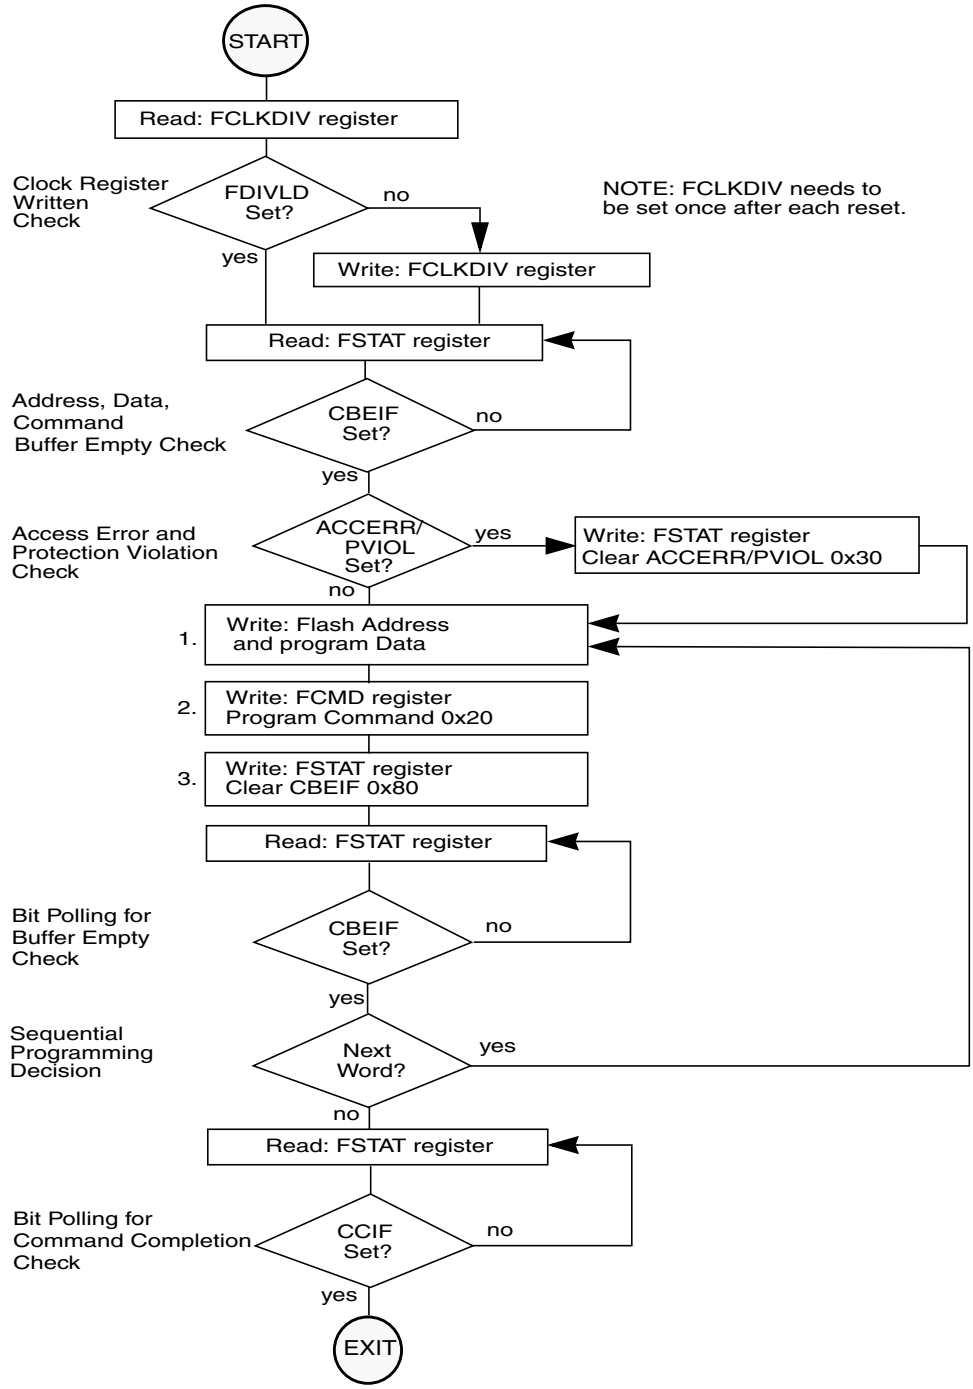 START
Read: FCLKDIV register
Clock Register
Written
Check
FDIVLD
Set?
no
yes
NOTE: FCLKDIV needs to
be set once after each reset.
Write: FCLKDIV register
Read: FSTAT register
Address, Data,
Command
Buffer Empty Check
CBEIF
Set?
no
yes
Access Error and
Protection Violation
Check
ACCERR/
PVIOL
Set?
yes
no
Write: FSTAT register
Clear ACCERR/PVIOL 0x30
1.
Write: Flash Address
and program Data
2.
Write: FCMD register
Program Command 0x20
3.
Write: FSTAT register
Clear CBEIF 0x80
Read: FSTAT register
Bit Polling for
Buffer Empty
Check
CBEIF
Set?
no
yes
Sequential
Programming
Decision
Next
Word?
yes
no
Read: FSTAT register
Bit Polling for
Command Completion
Check
CCIF
Set?
no
yes
EXIT